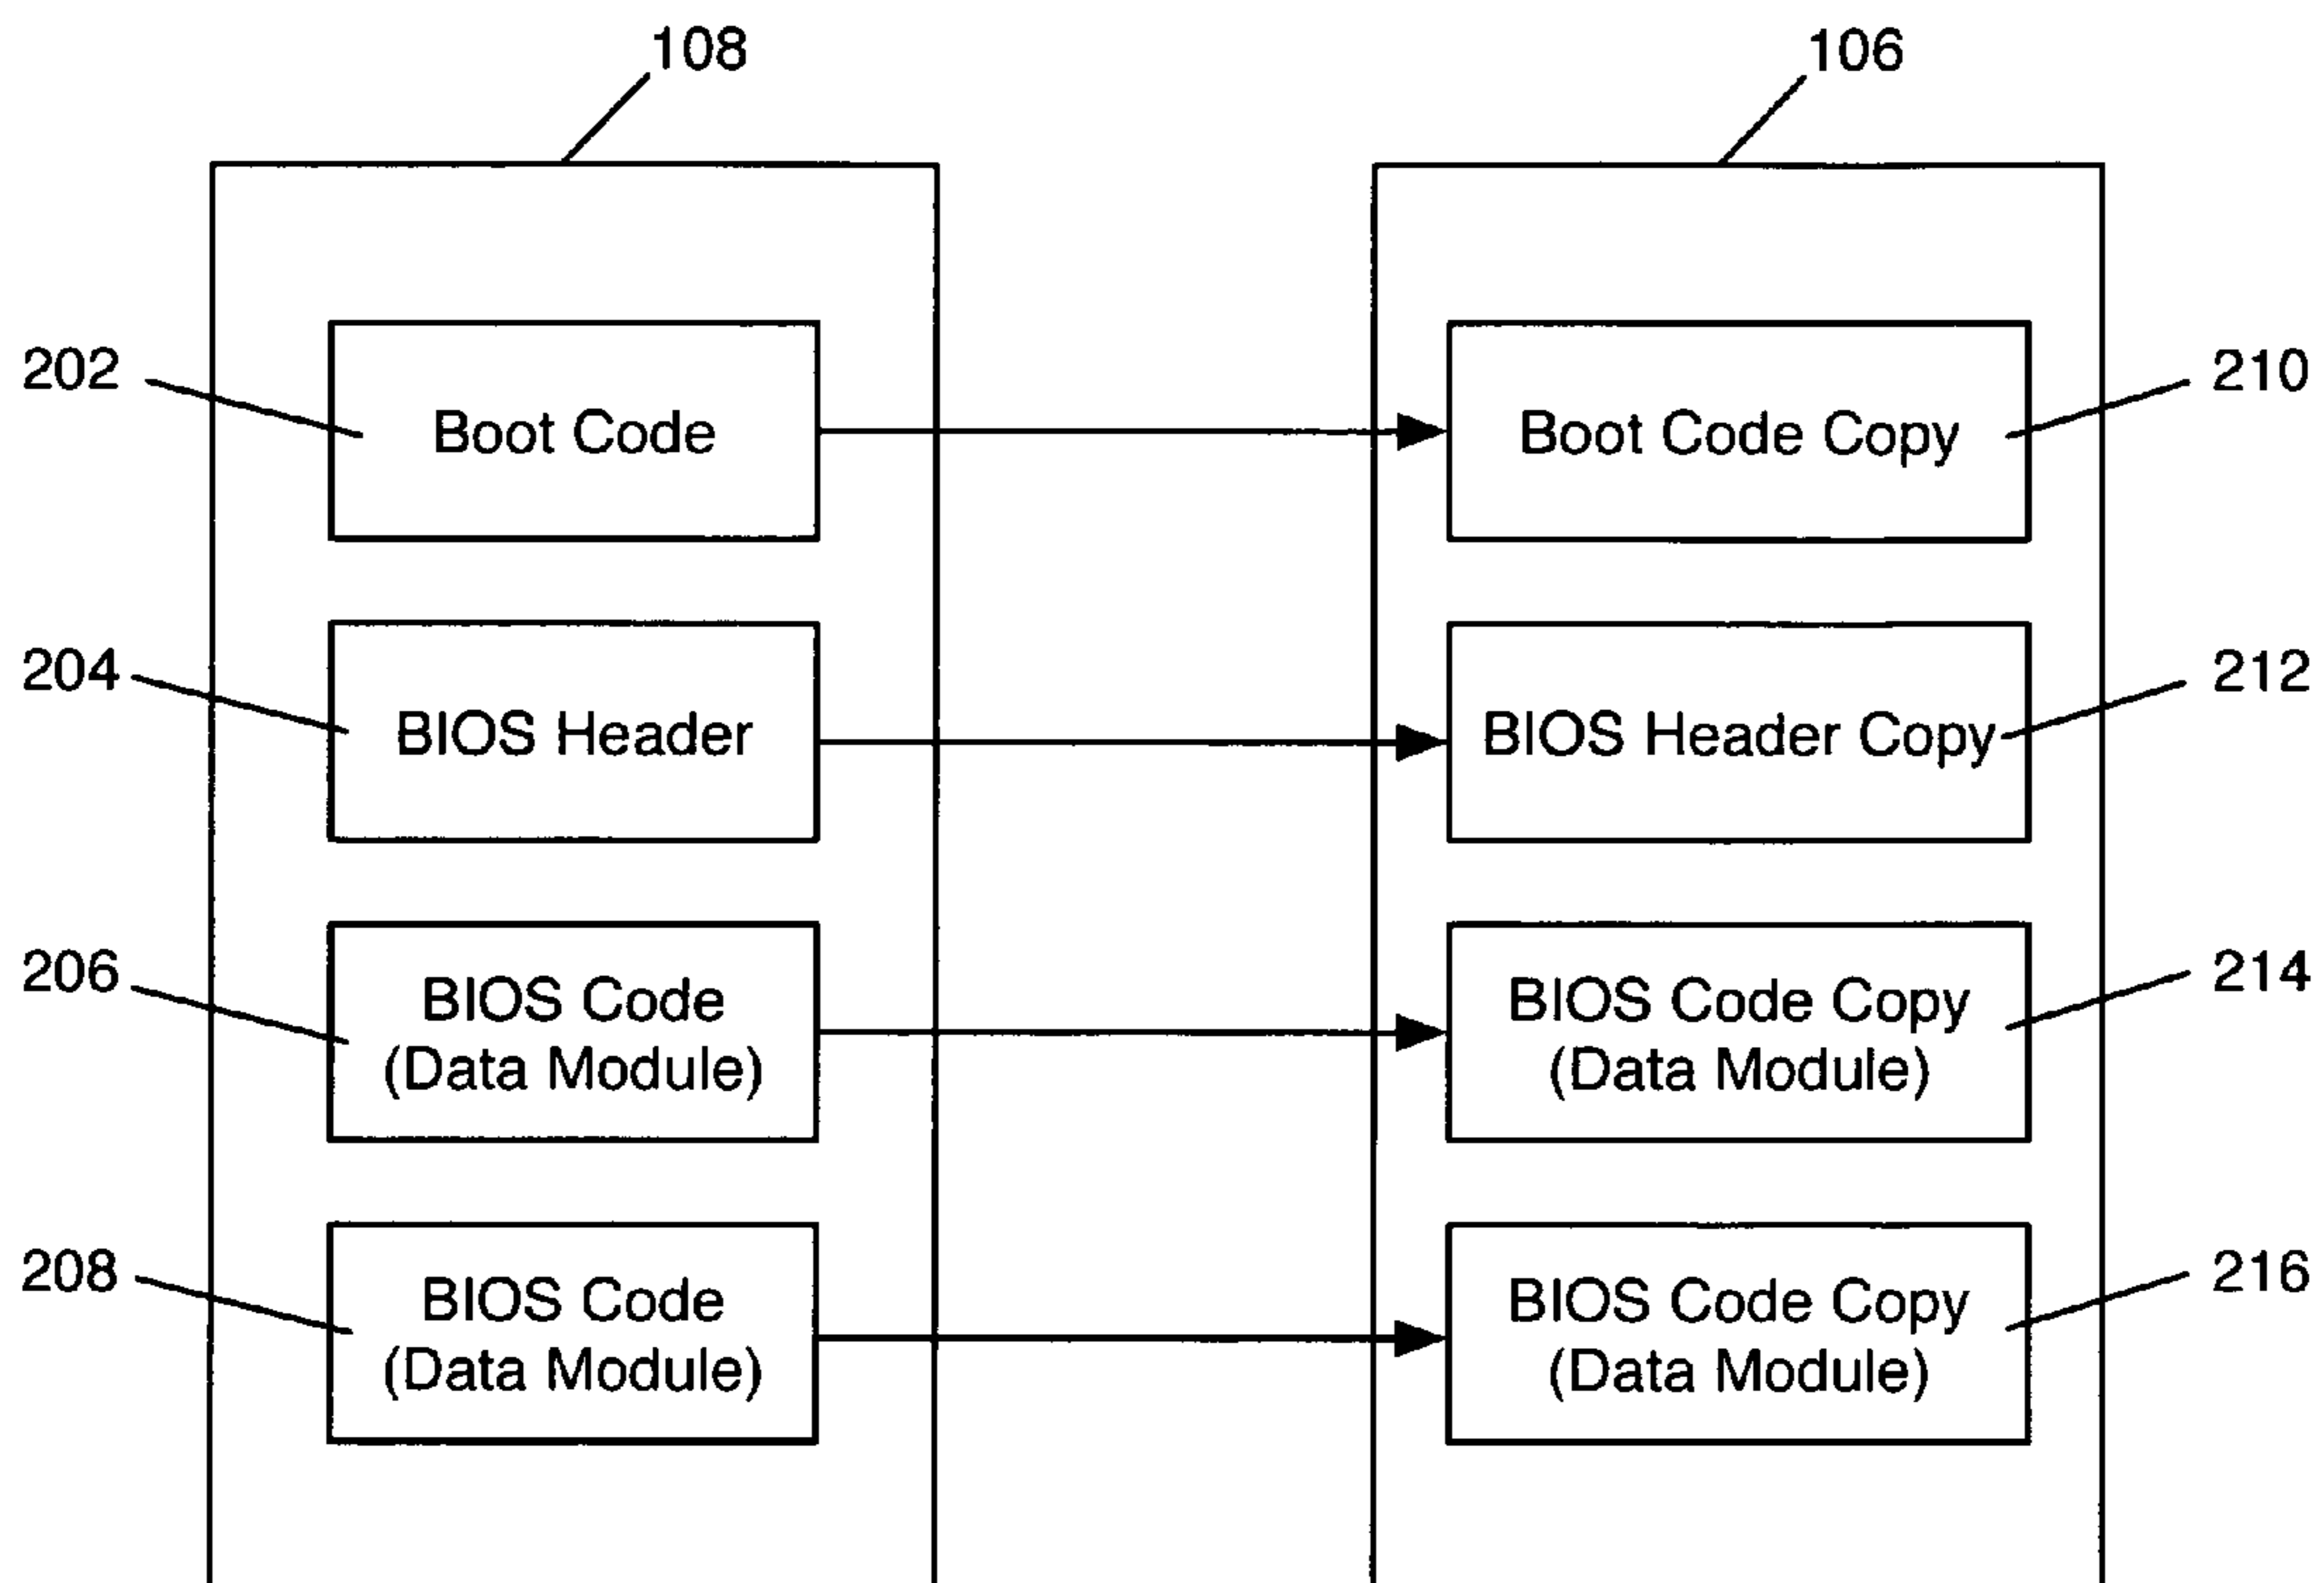 108
106
202
Boot Code
Boot Code Copy
210
204
BIOS Header
BIOS Header Copy
212
206
BIOS Code
(Data Module)
BIOS Code Copy
(Data Module)
214
208
BIOS Code
(Data Module)
BIOS Code Copy
(Data Module)
216